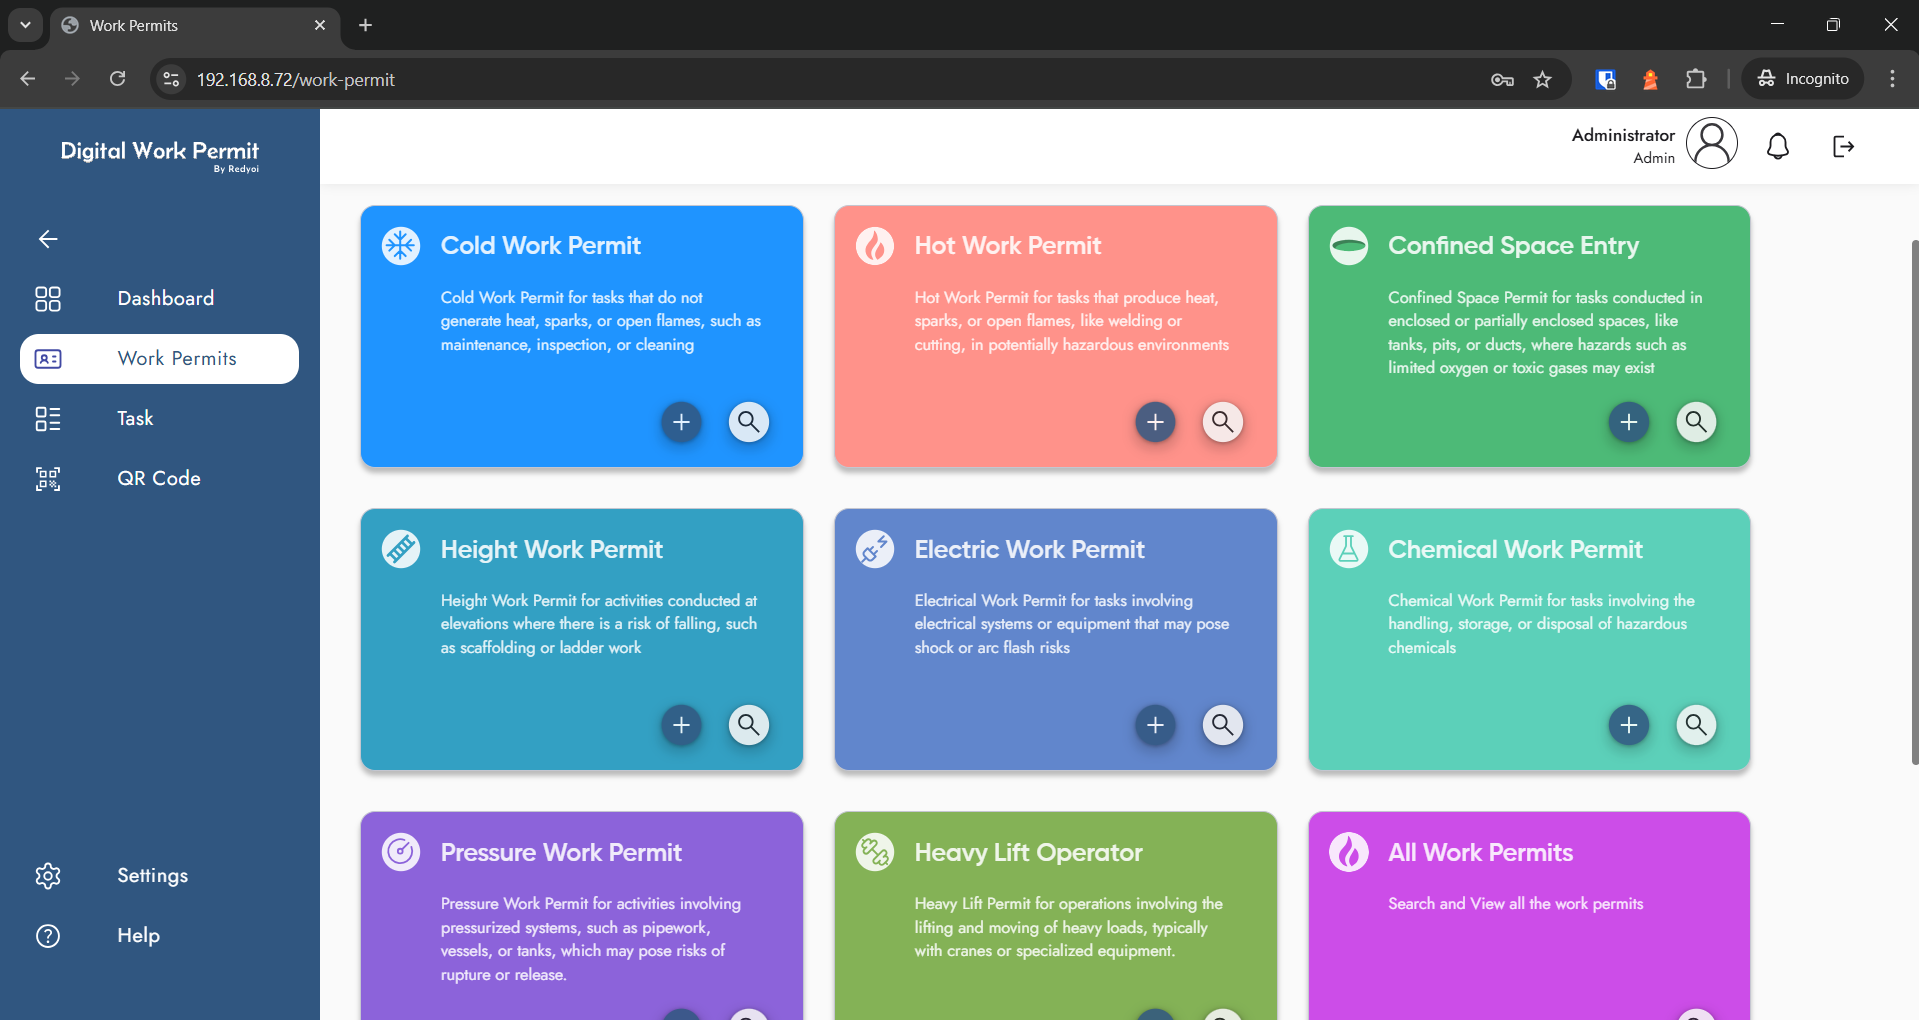 Work Permits
192.168.8.72/work-permit
Incognito
Digital Work Permit
By Redyoi
Administrator
Admin
Dashboard
Work Permits
Task
QR Code
Settings
Help
Cold Work Permit
Cold Work Permit for tasks that do not
generate heat, sparks, or open flames, such as
maintenance, inspection, or cleaning
Hot Work Permit
Hot Work Permit for tasks that produce heat,
sparks, or open flames, like welding or
cutting, in potentially hazardous environments
Confined Space Entry
Confined Space Permit for tasks conducted in
enclosed or partially enclosed spaces, like
tanks, pits, or ducts, where hazards such as
limited oxygen or toxic gases may exist
Height Work Permit
Height Work Permit for activities conducted at
elevations where there is a risk of falling, such
as scaffolding or ladder work
Electric Work Permit
Electrical Work Permit for tasks involving
electrical systems or equipment that may pose
shock or arc flash risks
Chemical Work Permit
Chemical Work Permit for tasks involving the
handling, storage, or disposal of hazardous
chemicals
Pressure Work Permit
Pressure Work Permit for activities involving
pressurized systems, such as pipework,
vessels, or tanks, which may pose risks of
rupture or release.
Heavy Lift Operator
Heavy Lift Permit for operations involving the
lifting and moving of heavy loads, typically
with cranes or specialized equipment.
All Work Permits
Search and View all the work permits